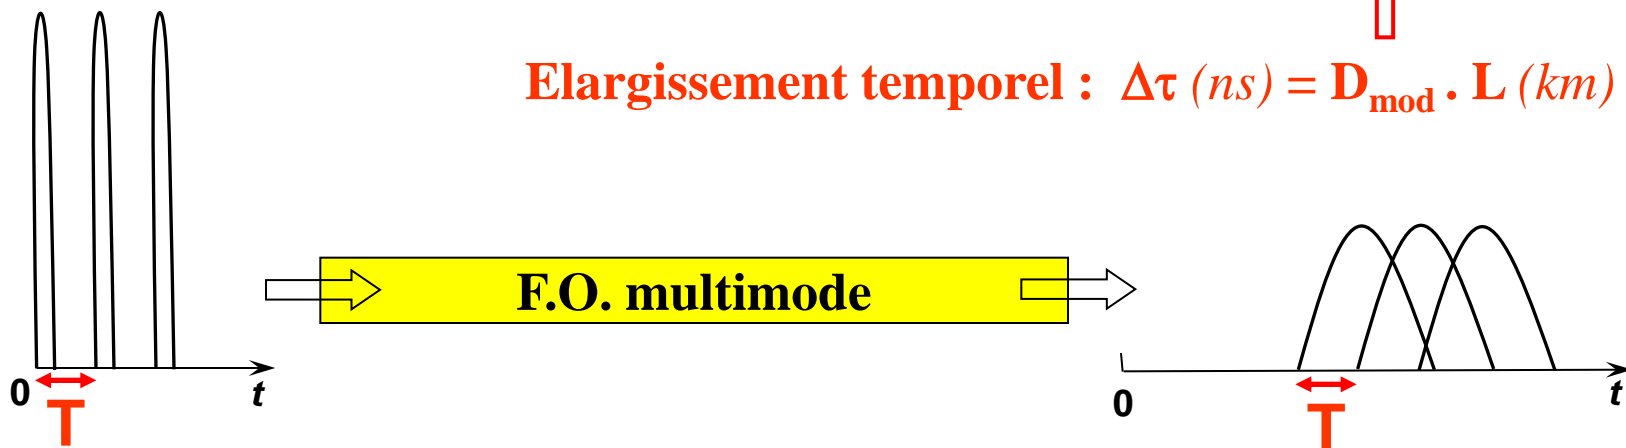 Elargissement temporel : Δτ (ns) = Dmod . L (km)
F.O. multimode
0 t
T
0 t
T